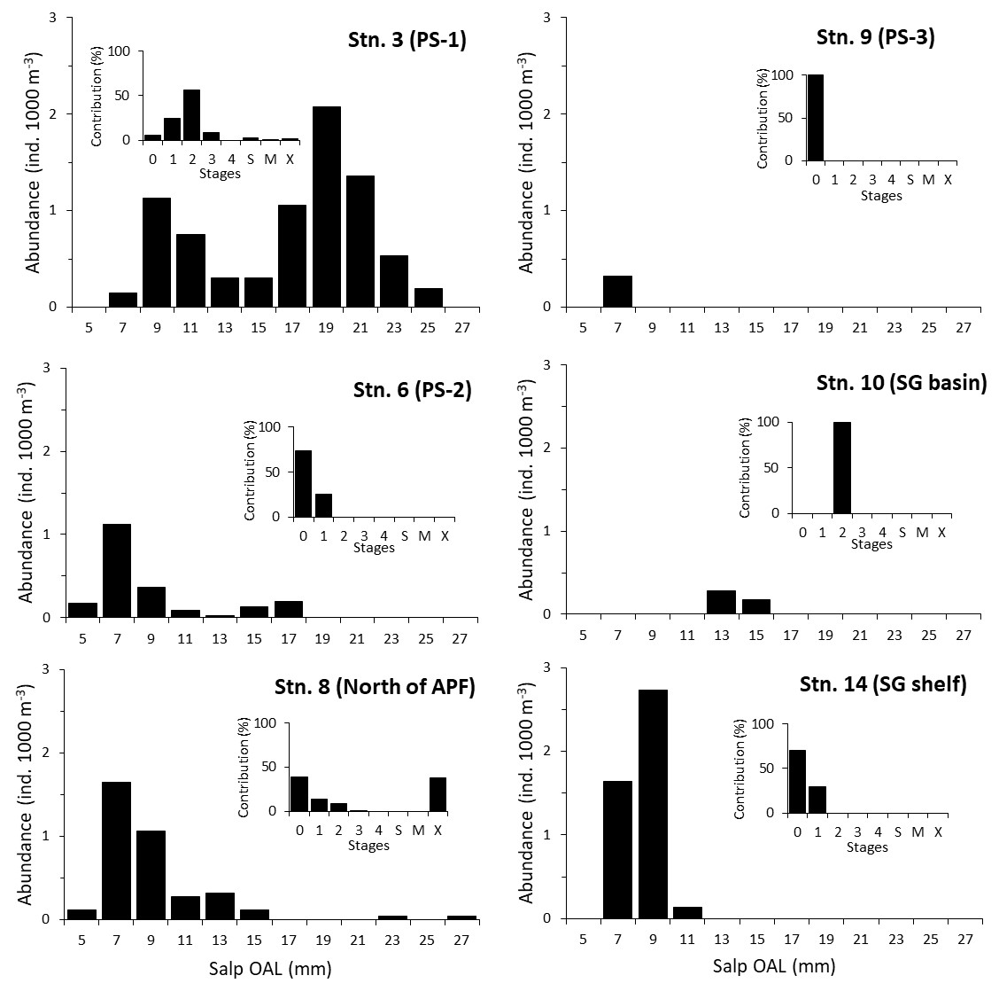 Stn. 3 (PS-1)
Abundance (ind. 1000 m-3)
3
2
1
0
5 7 9 11 13 15 17 19 21 23 25 27
Contribution (%)
100
50
0
0 1 2 3 4 S M X
Stages
Stn. 9 (PS-3)
Abundance (ind. 1000 m-3)
3
2
1
0
5 7 9 11 13 15 17 19 21 23 25 27
Contribution (%)
100
50
0
0 1 2 3 4 S M X
Stages
Stn. 6 (PS-2)
Abundance (ind. 1000 m-3)
3
2
1
0
5 7 9 11 13 15 17 19 21 23 25 27
Contribution (%)
100
50
0
0 1 2 3 4 S M X
Stages
Stn. 10 (SG basin)
Abundance (ind. 1000 m-3)
3
2
1
0
5 7 9 11 13 15 17 19 21 23 25 27
Contribution (%)
100
50
0
0 1 2 3 4 S M X
Stages
Stn. 8 (North of APF)
Abundance (ind. 1000 m-3)
3
2
1
0
5 7 9 11 13 15 17 19 21 23 25 27
Salp OAL (mm)
Contribution (%)
100
50
0
0 1 2 3 4 S M X
Stages
Stn. 14 (SG shelf)
Abundance (ind. 1000 m-3)
3
2
1
0
5 7 9 11 13 15 17 19 21 23 25 27
Salp OAL (mm)
Contribution (%)
100
50
0
0 1 2 3 4 S M X
Stages